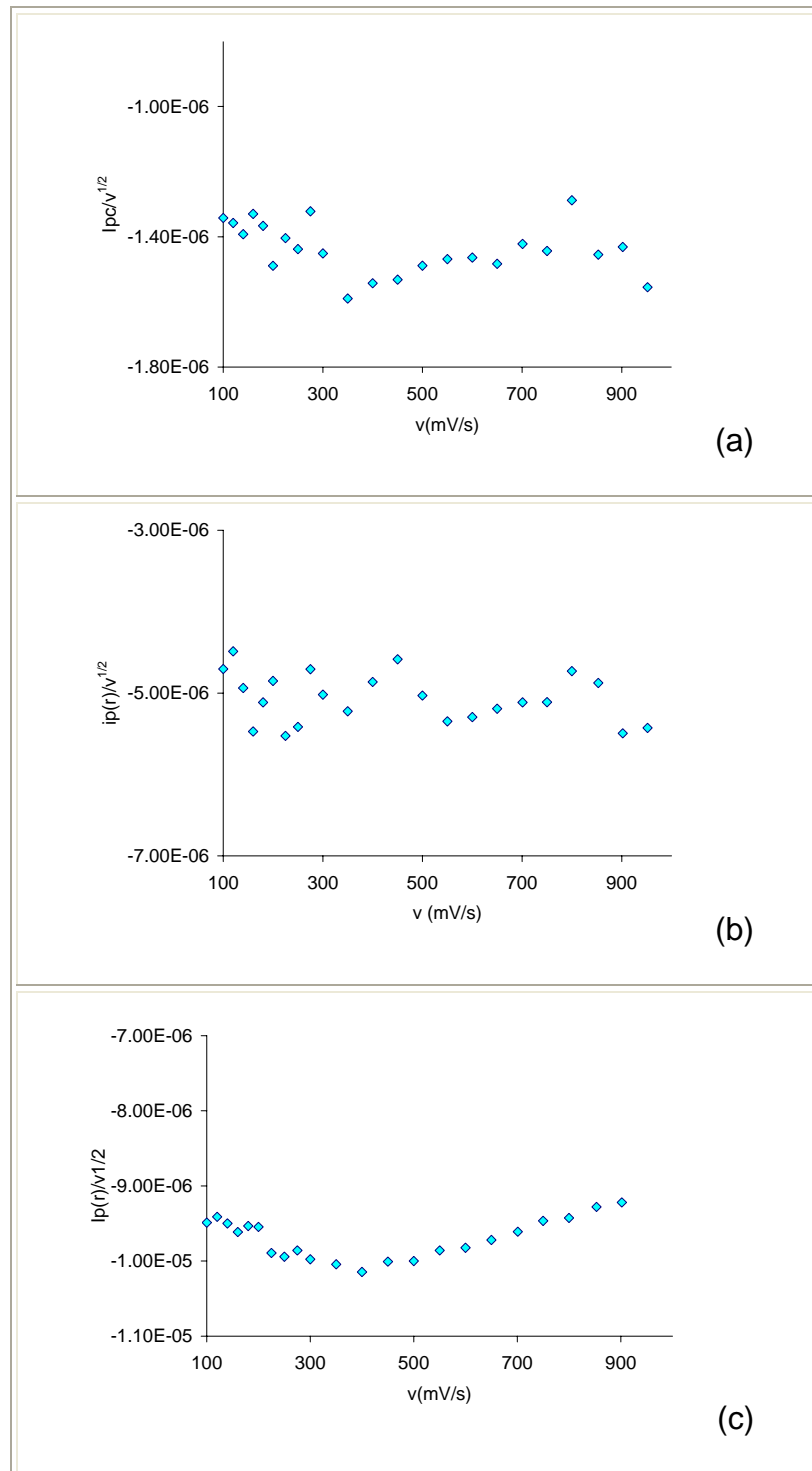 -1.00E-06
-1.40E-06
-1.80E-06
Ipc/v1/2
100 300 500 700 900
v(mV/s)
(a)
-3.00E-06
-5.00E-06
-7.00E-06
ip(r)/v1/2
100 300 500 700 900
v (mV/s)
(b)
-7.00E-06
-8.00E-06
-9.00E-06
-1.00E-05
-1.10E-05
Ip(r)/v1/2
100 300 500 700 900
v(mV/s)
(c)